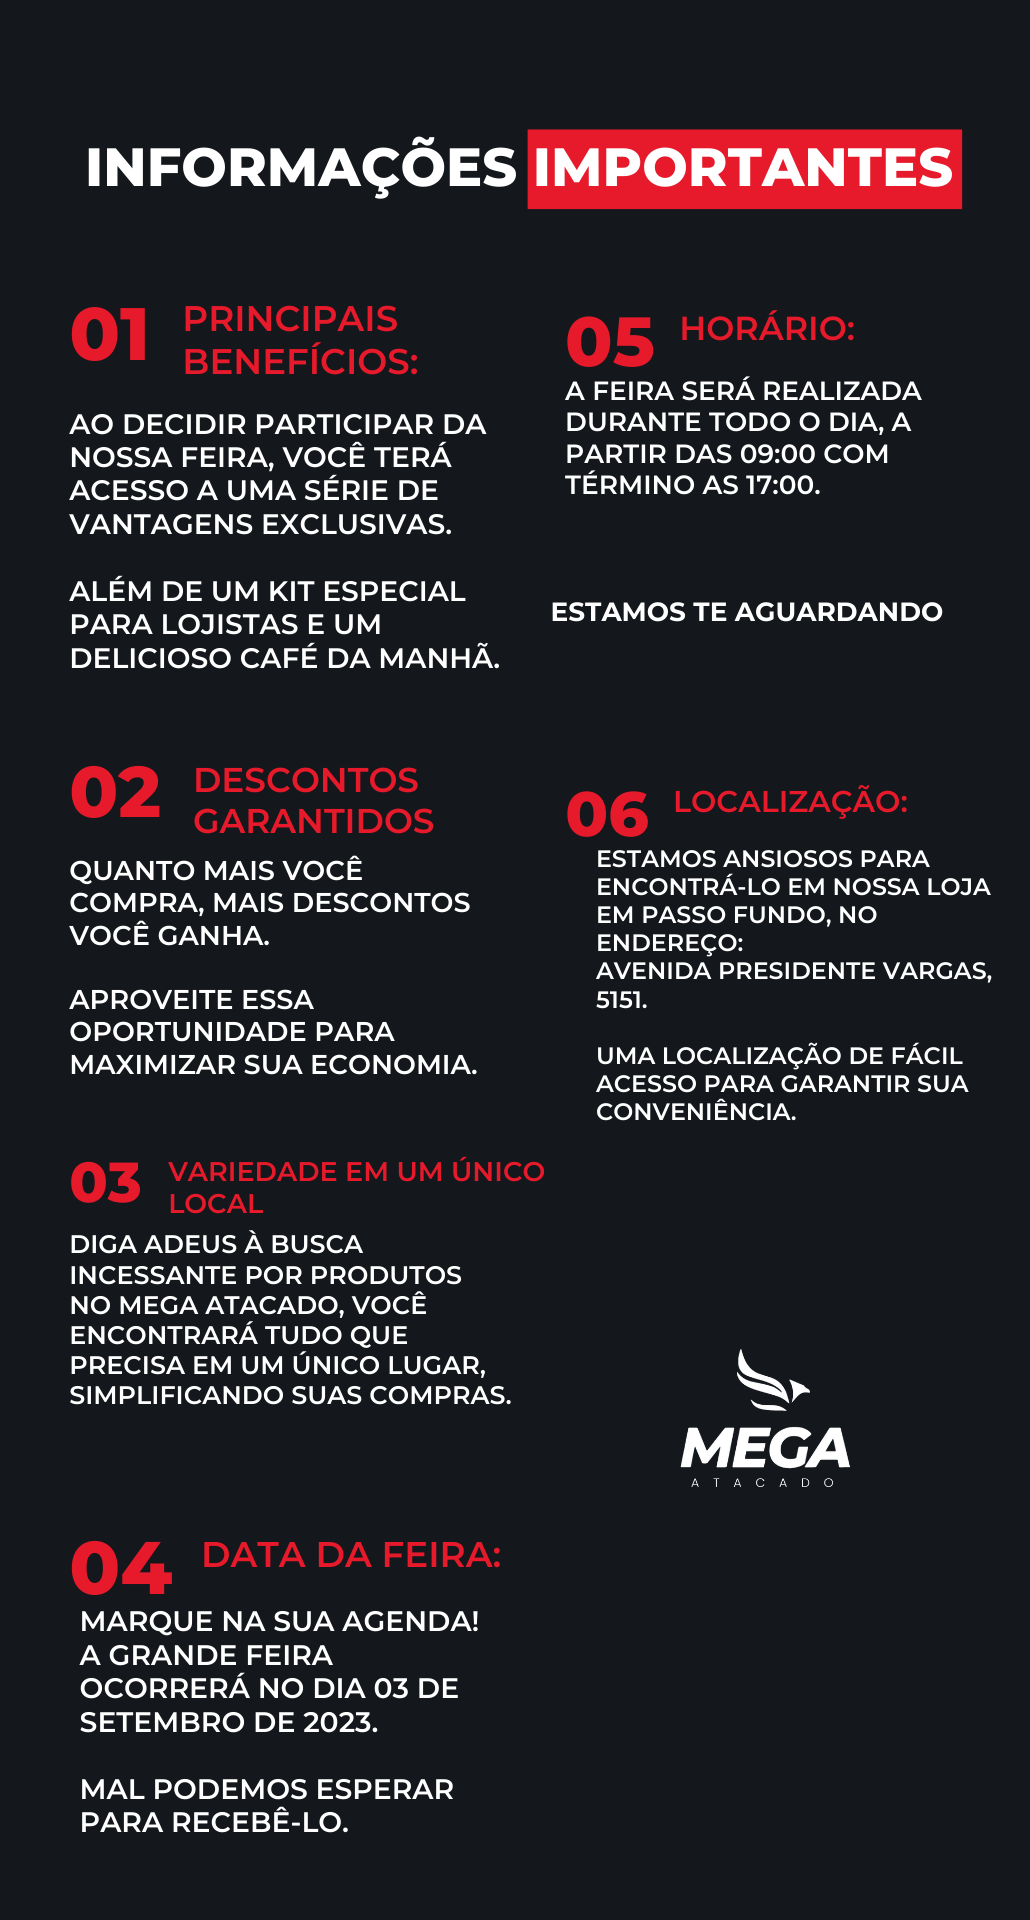 INFORMAÇÕES IMPORTANTES
01 PRINCIPAIS
BENEFÍCIOS:
AO DECIDIR PARTICIPAR DA
NOSSA FEIRA, VOCÊ TERÁ
ACESSO A UMA SÉRIE DE
VANTAGENS EXCLUSIVAS.
ALÉM DE UM KIT ESPECIAL
PARA LOJISTAS E UM
DELICIOSO CAFÉ DA MANHÃ.
02 DESCONTOS
GARANTIDOS
QUANTO MAIS VOCÊ
COMPRA, MAIS DESCONTOS
VOCÊ GANHA.
APROVEITE ESSA
OPORTUNIDADE PARA
MAXIMIZAR SUA ECONOMIA.
03 VARIEDADE EM UM ÚNICO
LOCAL
DIGA ADEUS À BUSCA
INCESSANTE POR PRODUTOS
NO MEGA ATACADO, VOCÊ
ENCONTRARÁ TUDO QUE
PRECISA EM UM ÚNICO LUGAR,
SIMPLIFICANDO SUAS COMPRAS.
04 DATA DA FEIRA:
MARQUE NA SUA AGENDA!
A GRANDE FEIRA
OCORRERÁ NO DIA 03 DE
SETEMBRO DE 2023.
MAL PODEMOS ESPERAR
PARA RECEBÊ-LO.
05 HORÁRIO:
A FEIRA SERÁ REALIZADA
DURANTE TODO O DIA, A
PARTIR DAS 09:00 COM
TÉRMINO AS 17:00.
ESTAMOS TE AGUARDANDO
06 LOCALIZAÇÃO:
ESTAMOS ANSIOSOS PARA
ENCONTRÁ-LO EM NOSSA LOJA
EM PASSO FUNDO, NO
ENDEREÇO:
AVENIDA PRESIDENTE VARGAS,
5151.
UMA LOCALIZAÇÃO DE FÁCIL
ACESSO PARA GARANTIR SUA
CONVENIÊNCIA.
MEGA
ATACADO